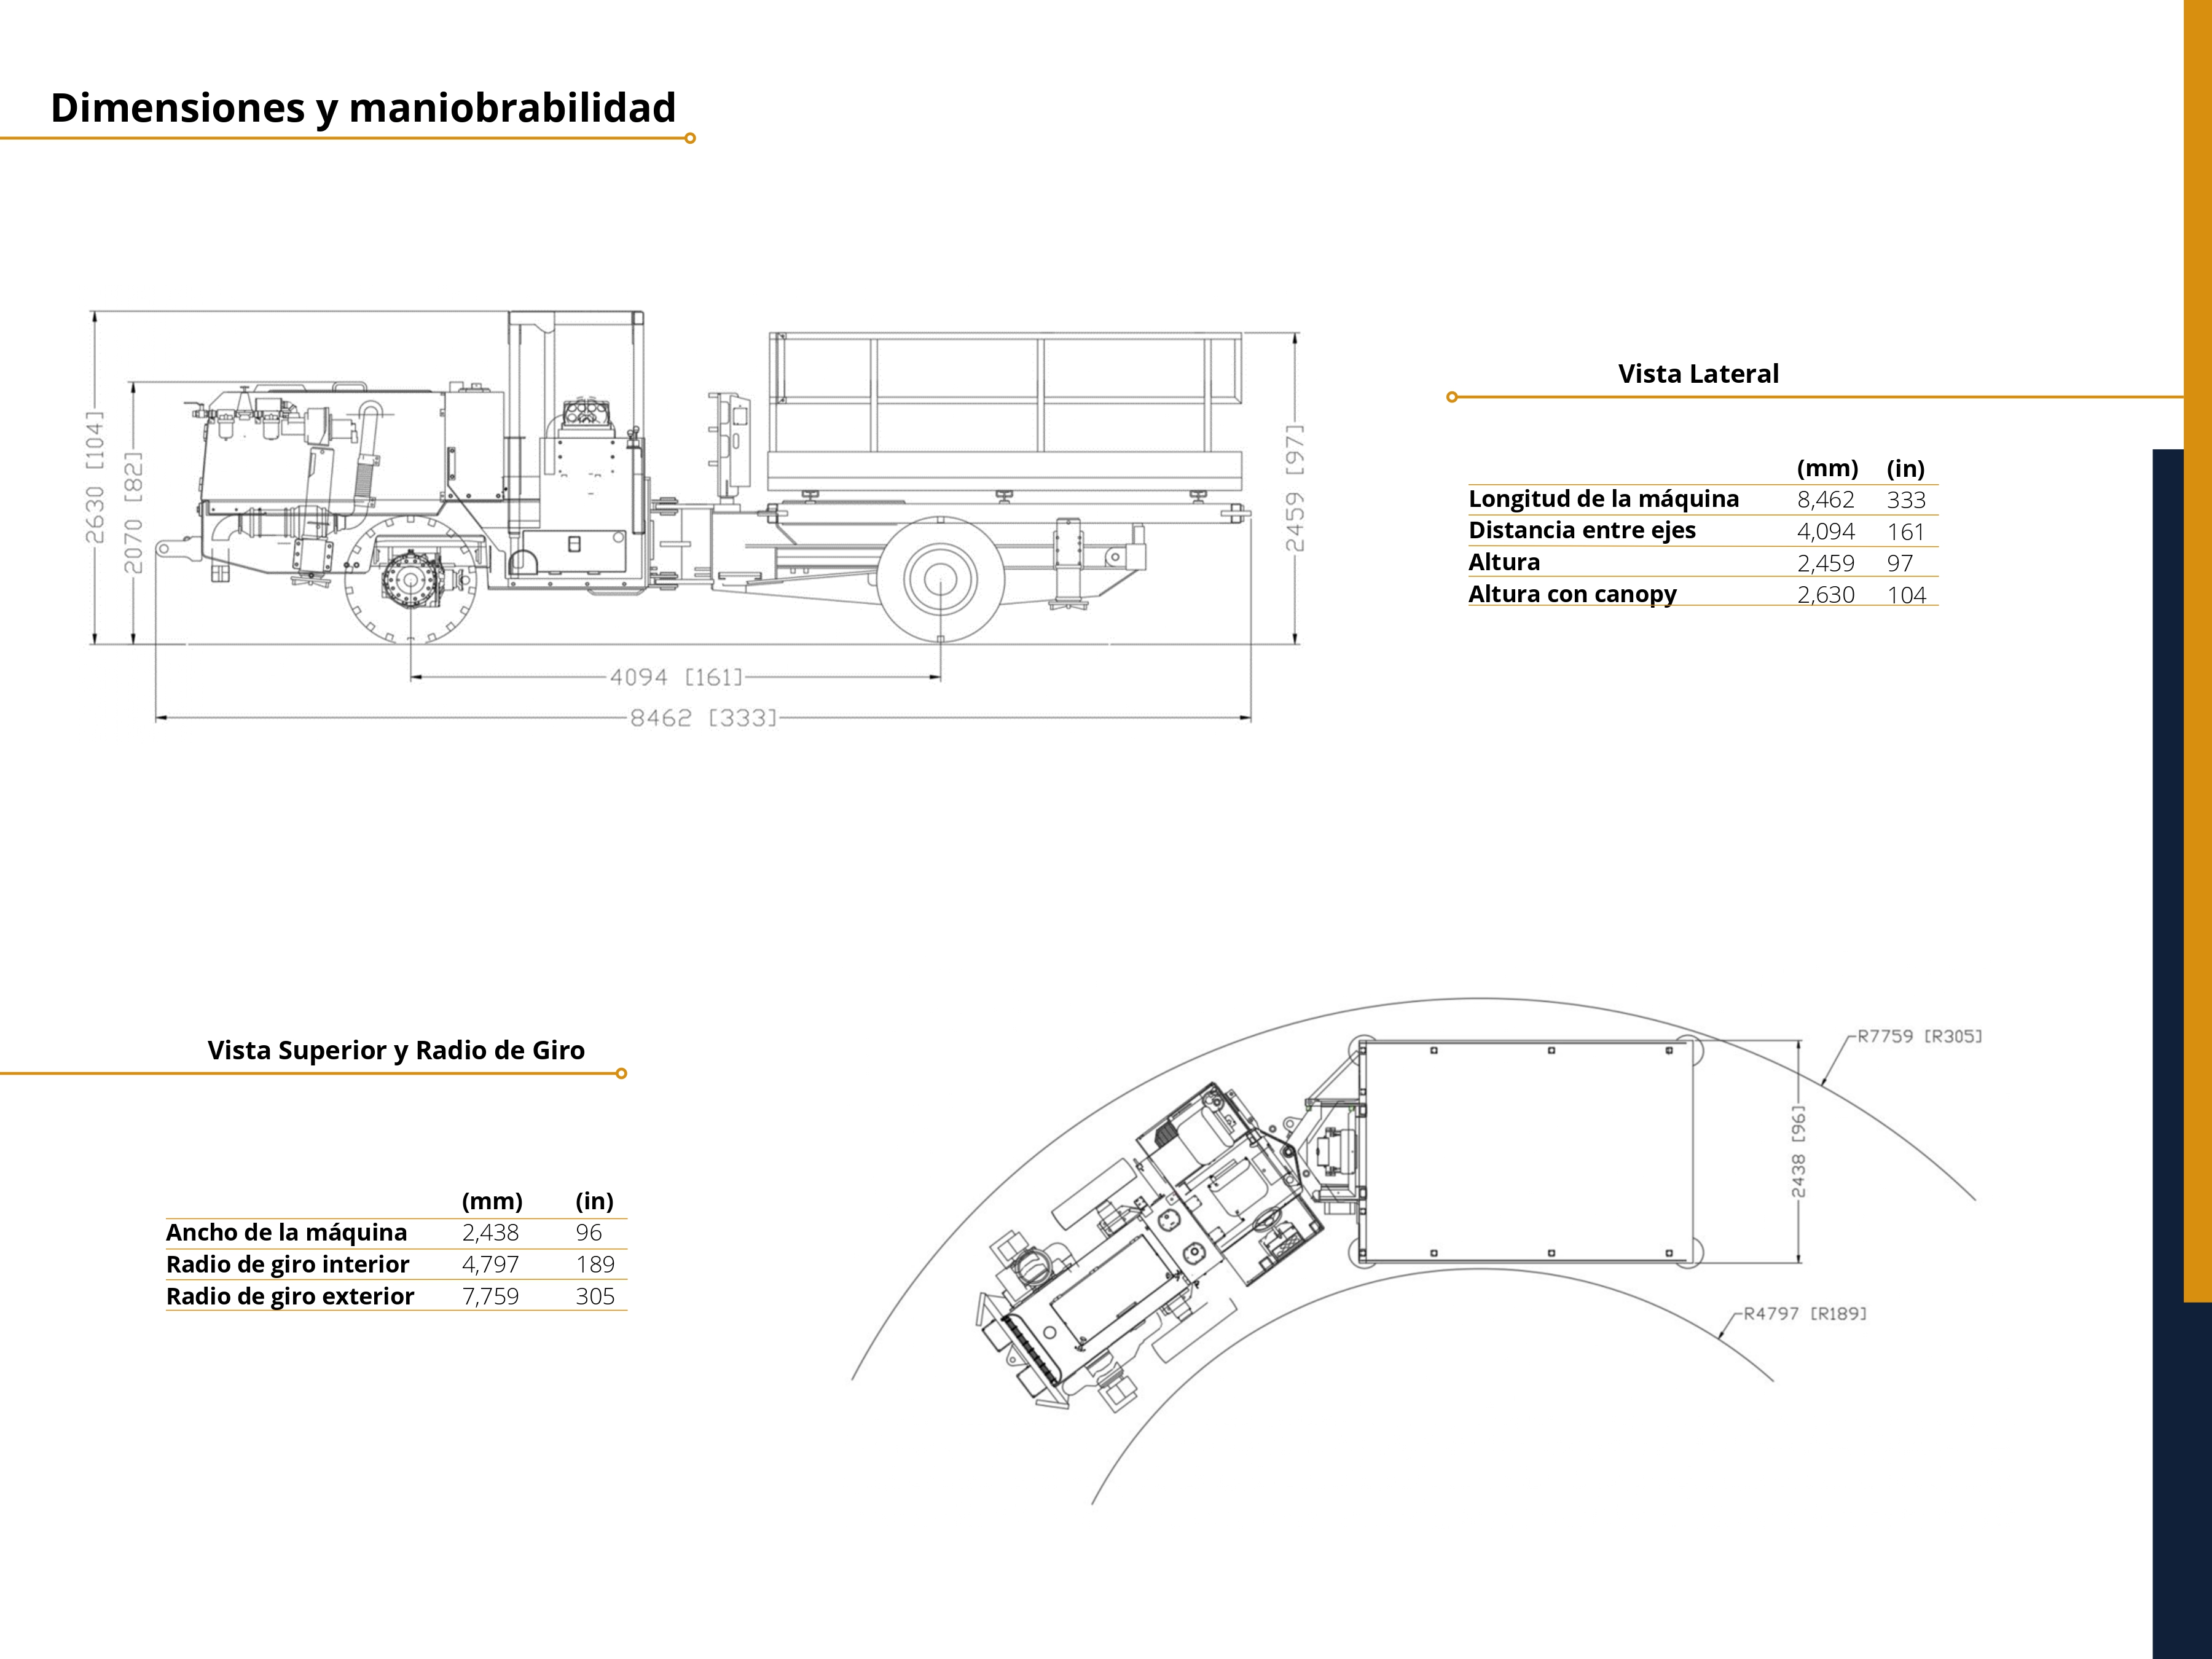 Dimensiones y maniobrabilidad
2630 [104]
2070 [82]
2459 [97]
4094 [161]
8462 [333]
Vista Lateral
(mm) (in)
Longitud de la máquina 8,462 333
Distancia entre ejes 4,094 161
Altura 2,459 97
Altura con canopy 2,630 104
Vista Superior y Radio de Giro
(mm) (in)
Ancho de la máquina 2,438 96
Radio de giro interior 4,797 189
Radio de giro exterior 7,759 305
R7759 [R305]
2438 [96]
R4797 [R189]